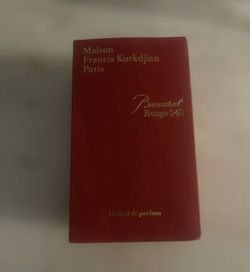 Maison
Francis Kurkdjian
Paris
Baccarat
Rouge 540
Extrait de parfum